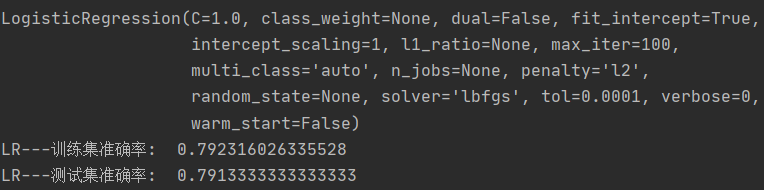 LogisticRegression(C=1.0, class_weight=None, dual=False, fit_intercept=True,
intercept_scaling=1, l1_ratio=None, max_iter=100,
multi_class='auto', n_jobs=None, penalty='l2',
random_state=None, solver='lbfgs', tol=0.0001, verbose=0,
warm_start=False)
LR---训练集准确率: 0.792316026335528
LR---测试集准确率: 0.7913333333333333